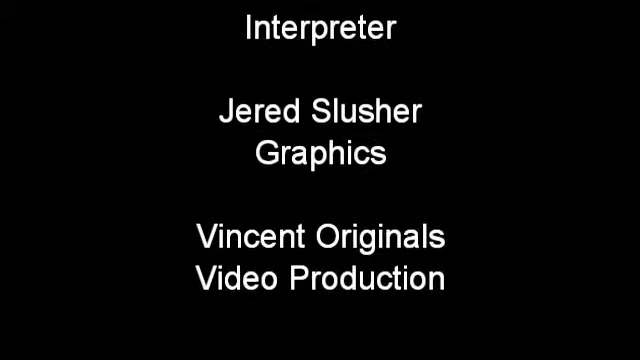 Interpreter
Jered Slusher
Graphics
Vincent Originals
Video Production